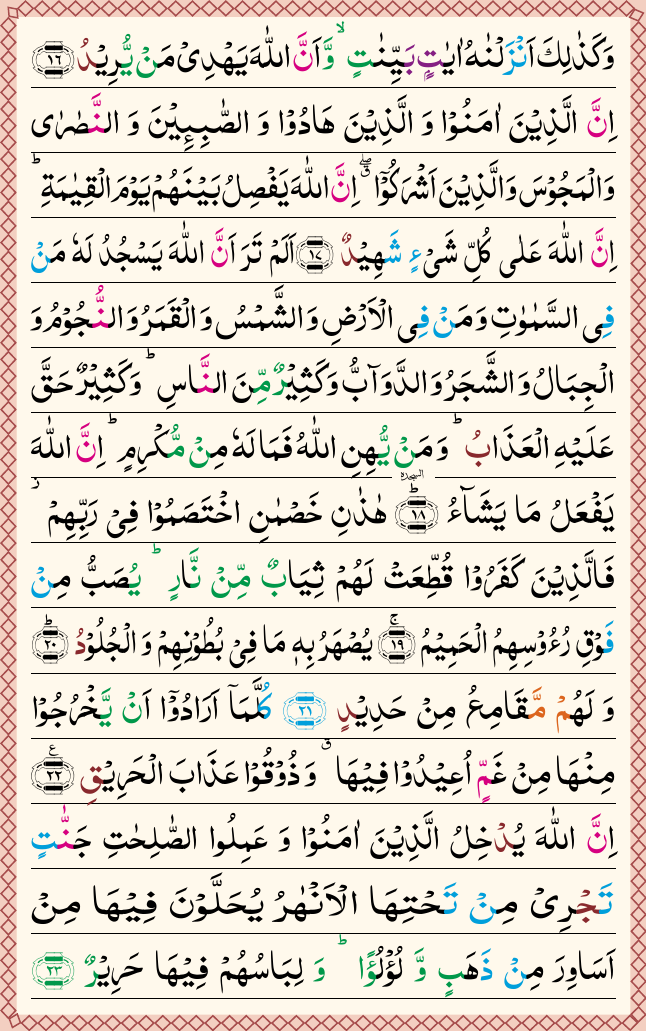 وَكَذٰلِكَ اَنْزَلْنٰهُ اٰيٰتٍۭ بَيِّنٰتٍ ۙ وَّاَنَّ اللّٰهَ يَهْدِىْ مَنْ يُّرِيْدُ ﴿۱۶﴾
اِنَّ الَّذِيْنَ اٰمَنُوْا وَ الَّذِيْنَ هَادُوْا وَ الصّٰبِــِٕيْنَ وَ النَّصٰرٰى
وَالْمَجُوْسَ وَالَّذِيْنَ اَشْرَكُوْۤا ۖۗ اِنَّ اللّٰهَ يَفْصِلُ بَيْنَهُمْ يَوْمَ الْقِيٰمَةِ ؕ
اِنَّ اللّٰهَ عَلٰى كُلِّ شَىْءٍ شَهِيْدٌ ﴿۱۷﴾ اَلَمْ تَرَ اَنَّ اللّٰهَ يَسْجُدُ لَهٗ مَنْ
فِى السَّمٰوٰتِ وَمَنْ فِى الْاَرْضِ وَالشَّمْسُ وَالْقَمَرُ وَالنُّجُوْمُ وَ
الْجِبَالُ وَالشَّجَرُ وَالدَّوَآبُّ وَكَثِيْرٌ مِّنَ النَّاسِ ؕ وَكَثِيْرٌ حَقَّ
عَلَيْهِ الْعَذَابُ ؕ وَمَنْ يُّهِنِ اللّٰهُ فَمَا لَهٗ مِنْ مُّكْرِمٍ ؕ اِنَّ اللّٰهَ
يَفْعَلُ مَا يَشَآءُ ؕ ﴿۱۸﴾ السجدة هٰذٰنِ خَصْمٰنِ اخْتَصَمُوْا فِىْ رَبِّهِمْ ز
فَالَّذِيْنَ كَفَرُوْا قُطِّعَتْ لَهُمْ ثِيَابٌ مِّنْ نَّارٍ ؕ يُصَبُّ مِنْ
فَوْقِ رُءُوْسِهِمُ الْحَمِيْمُ ۚ ﴿۱۹﴾ يُصْهَرُ بِهٖ مَا فِىْ بُطُوْنِهِمْ وَالْجُلُوْدُ ؕ ﴿۲۰﴾
وَ لَهُمْ مَّقَامِعُ مِنْ حَدِيْدٍ ﴿۲۱﴾ كُلَّمَاۤ اَرَادُوْۤا اَنْ يَّخْرُجُوْا
مِنْهَا مِنْ غَمٍّ اُعِيْدُوْا فِيْهَا ۗ وَذُوْقُوْا عَذَابَ الْحَرِيْقِ ﴿۲۲﴾ ع
اِنَّ اللّٰهَ يُدْخِلُ الَّذِيْنَ اٰمَنُوْا وَ عَمِلُوا الصّٰلِحٰتِ جَنّٰتٍ
تَجْرِىْ مِنْ تَحْتِهَا الْاَنْهٰرُ يُحَلَّوْنَ فِيْهَا مِنْ
اَسَاوِرَ مِنْ ذَهَبٍ وَّ لُؤْلُؤًا ؕ وَ لِبَاسُهُمْ فِيْهَا حَرِيْرٌ ﴿۲۳﴾